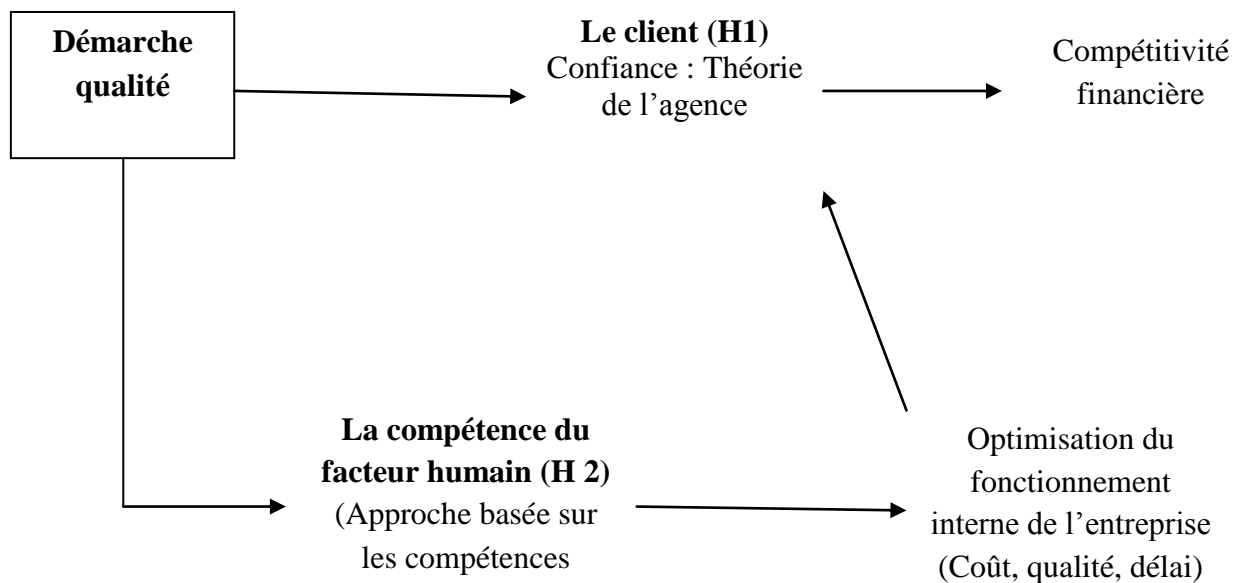 Démarche
qualité
Le client (H1)
Confiance : Théorie
de l’agence
Compétitivité
financière
La compétence du
facteur humain (H 2)
(Approche basée sur
les compétences
Optimisation du
fonctionnement
interne de l’entreprise
(Coût, qualité, délai)